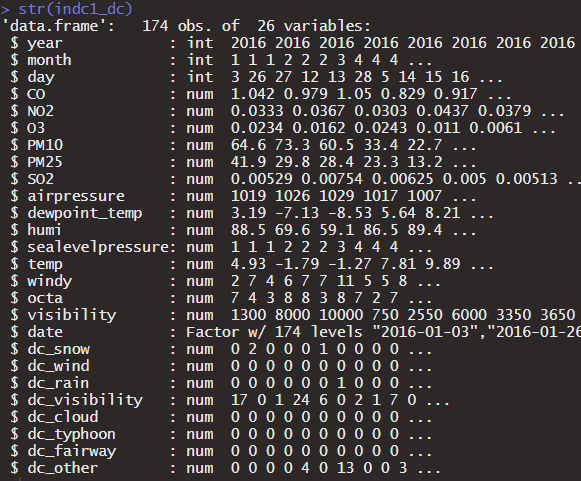 > str(indc1_dc)
'data.frame':   174 obs. of  26 variables:
 $ year            : int  2016 2016 2016 2016 2016 2016 2016 2016
 $ month           : int  1 1 1 2 2 2 3 4 4 4 ...
 $ day             : int  3 26 27 12 13 28 5 14 15 16 ...
 $ CO              : num  1.042 0.979 1.05 0.829 0.917 ...
 $ NO2             : num  0.0333 0.0367 0.0303 0.0437 0.0379 ...
 $ O3              : num  0.0234 0.0162 0.0243 0.011 0.0061 ...
 $ PM10            : num  64.6 73.3 60.5 33.4 22.7 ...
 $ PM25            : num  41.9 29.8 28.4 23.3 13.2 ...
 $ SO2             : num  0.00529 0.00754 0.00625 0.005 0.00513 ..
 $ airpressure     : num  1019 1026 1029 1017 1007 ...
 $ dewpoint_temp   : num  3.19 -7.13 -8.53 5.64 8.21 ...
 $ humi            : num  88.5 69.6 59.1 86.5 89.4 ...
 $ sealevelpressure: num  1 1 1 2 2 2 3 4 4 4 ...
 $ temp            : num  4.93 -1.79 -1.27 7.81 9.89 ...
 $ windy           : num  2 7 4 6 7 7 11 5 5 8 ...
 $ octa            : num  7 4 3 8 8 3 8 7 2 7 ...
 $ visibility      : num  1300 8000 10000 750 2550 6000 3350 3650
 $ date            : Factor w/ 174 levels "2016-01-03","2016-01-26
 $ dc_snow         : num  0 2 0 0 0 1 0 0 0 0 ...
 $ dc_wind         : num  0 0 0 0 0 0 0 0 0 0 ...
 $ dc_rain         : num  0 0 0 0 0 0 1 0 0 0 ...
 $ dc_visibility   : num  17 0 1 24 6 0 2 1 7 0 ...
 $ dc_cloud        : num  0 0 0 0 0 0 0 0 0 0 ...
 $ dc_typhoon      : num  0 0 0 0 0 0 0 0 0 0 ...
 $ dc_fairway      : num  0 0 0 0 0 0 0 0 0 0 ...
 $ dc_other        : num  0 0 0 0 4 0 13 0 0 3 ...